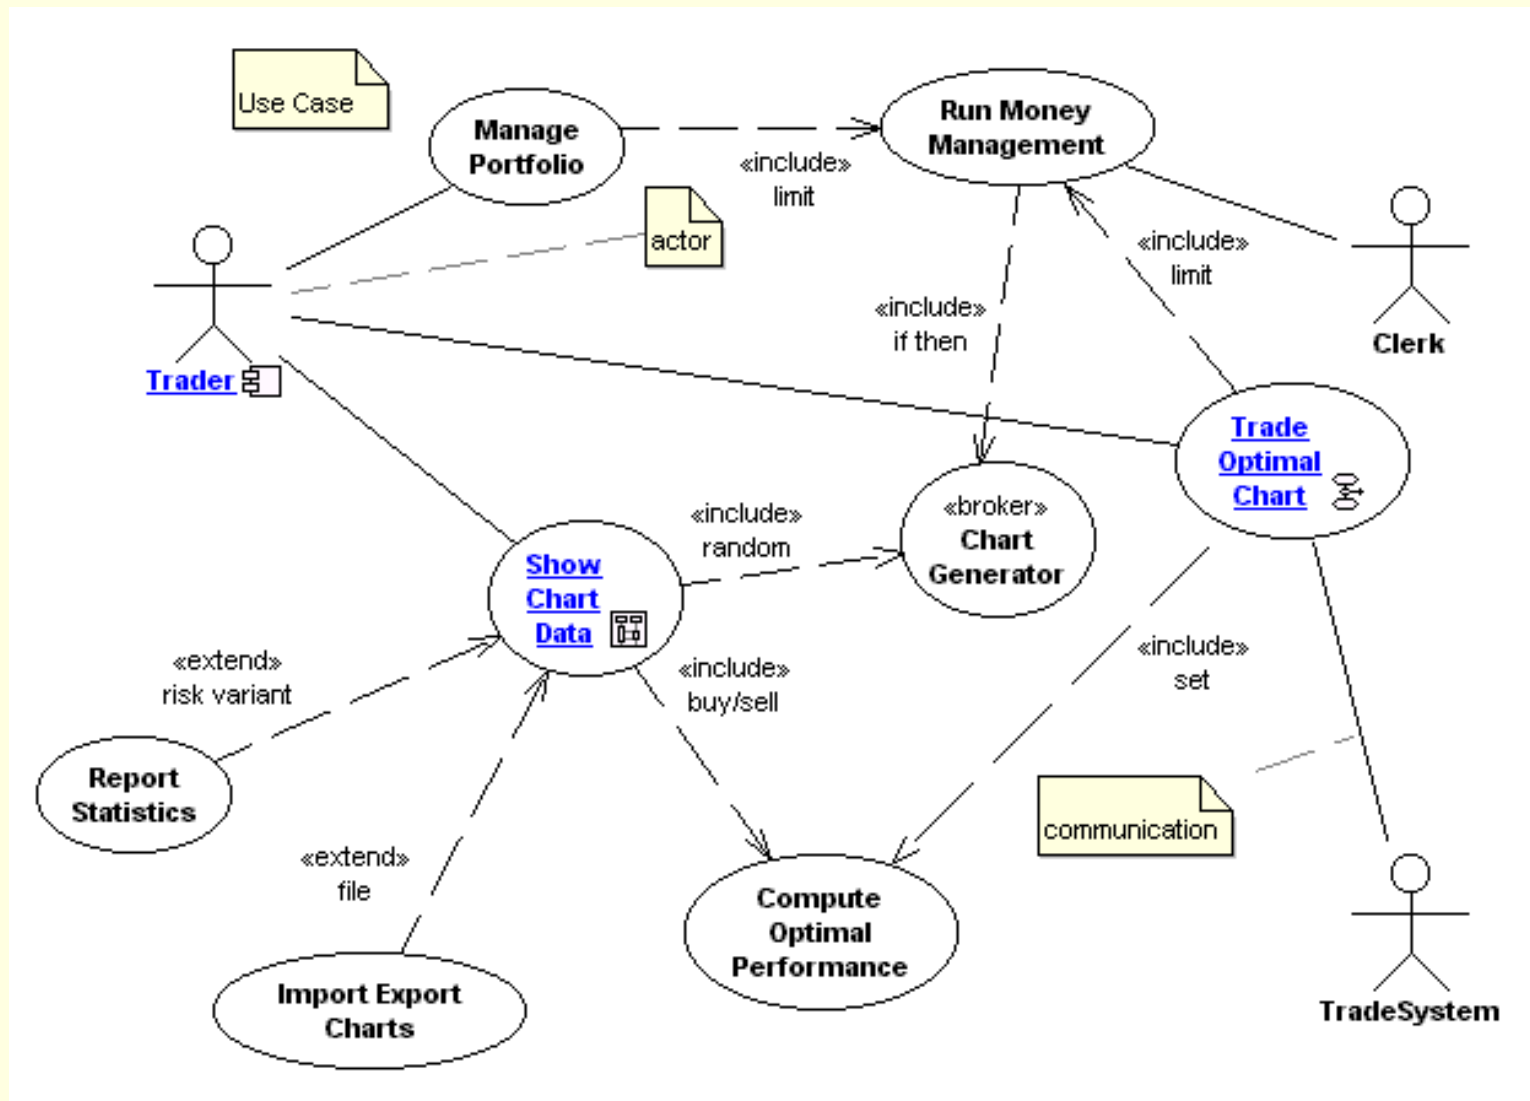 Use Case
Manage
Portfolio
Run Money
Management
«include»
limit
actor
«include»
limit
«include»
if then
Clerk
Trader
Trade
Optimal
Chart
«broker»
Chart
Generator
«include»
random
Show
Chart
Data
«extend»
risk variant
«include»
buy/sell
«include»
set
Report
Statistics
communication
«extend»
file
Compute
Optimal
Performance
Import Export
Charts
TradeSystem